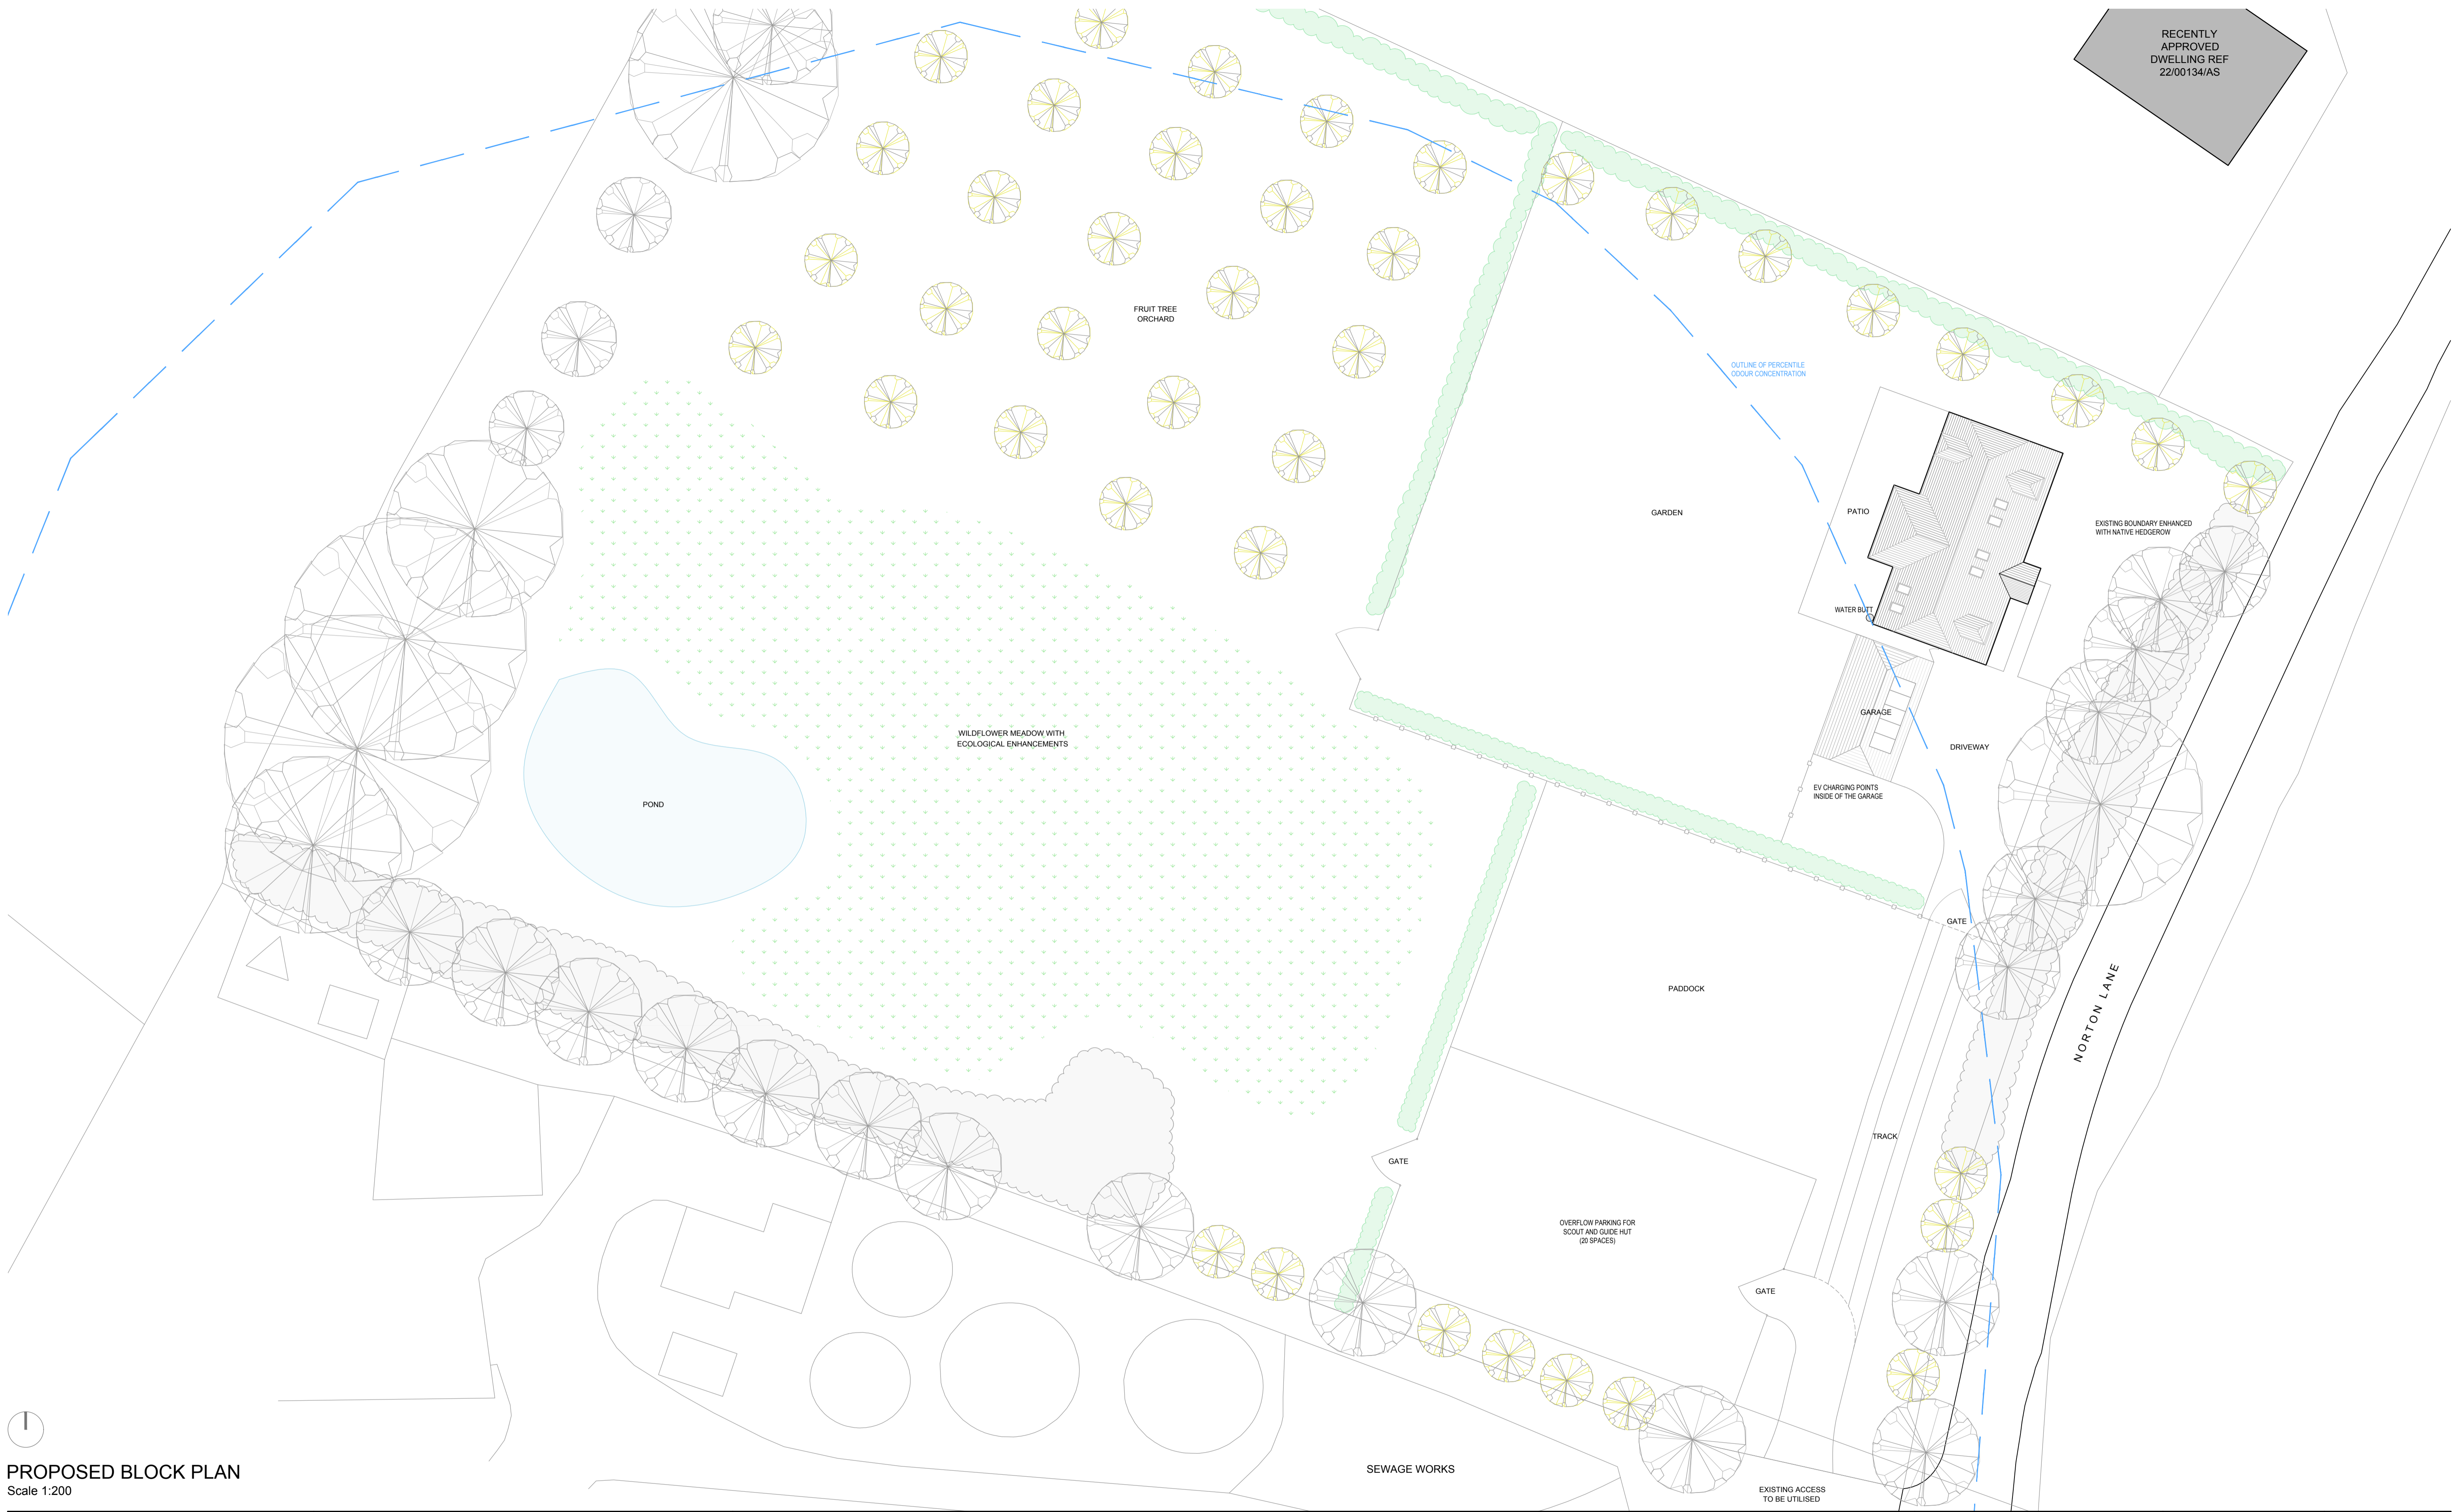 RECENTLY
APPROVED
DWELLING REF
22/00134/AS
FRUIT TREE
ORCHARD
OUTLINE OF PERCENTILE
ODOUR CONCENTRATION
GARDEN
PATIO
EXISTING BOUNDARY ENHANCED
WITH NATIVE HEDGEROW
WATER BUTT
GARAGE
DRIVEWAY
WILDFLOWER MEADOW WITH
ECOLOGICAL ENHANCEMENTS
POND
EV CHARGING POINTS
INSIDE OF THE GARAGE
GATE
PADDOCK
NORTON LANE
TRACK
GATE
OVERFLOW PARKING FOR
SCOUT AND GUIDE HUT
(20 SPACES)
GATE
SEWAGE WORKS
EXISTING ACCESS
TO BE UTILISED
PROPOSED BLOCK PLAN
Scale 1:200